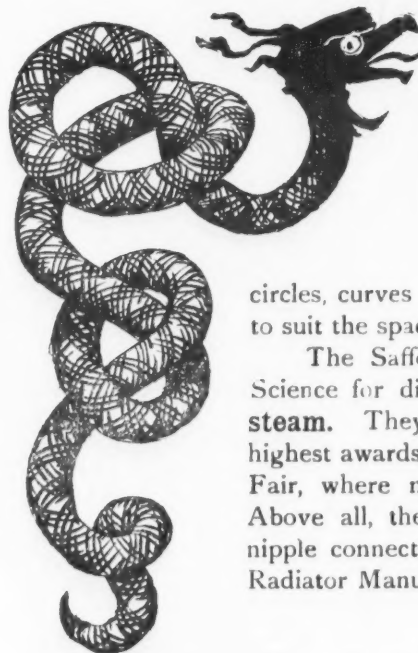 circles, curves
to suit the spac
The Saffo
Science for di
steam. They
highest awards
Fair, where n
Above all, the
nipple connect
Radiator Manu